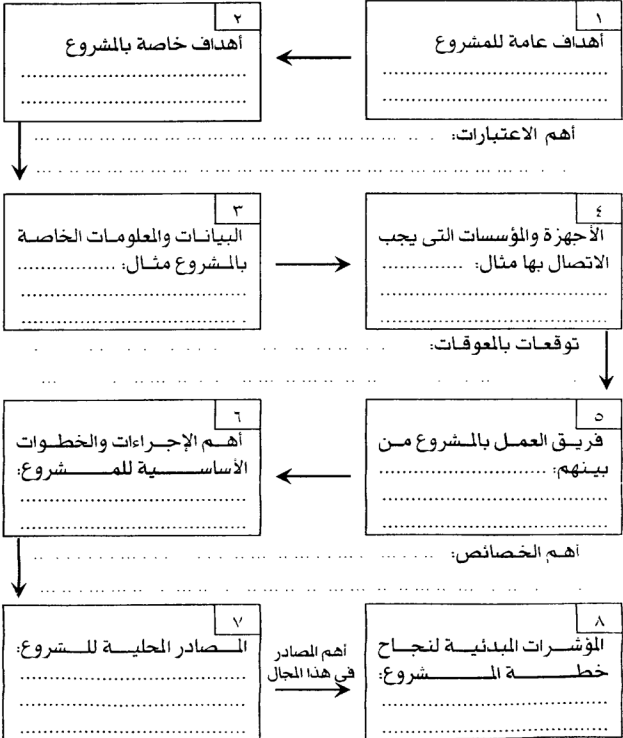 ١
أهداف عامة للمشروع
......................................
......................................
٢
أهداف خاصة بالمشروع
......................................
......................................
أهم الاعتبارات: ... ... ... ... ... ... ... ... ... ...
... ... ... ... ... ... ... ... ... ... ... ...
٣
البيانات والمعلومات الخاصة
بالمشروع مثال: .................
......................................
......................................
٤
الأجهزة والمؤسسات التى يجب
الاتصال بها مثال: ..............
......................................
......................................
توقعات بالمعوقات: ... ... ... ... ... ...
... ... ... ... ... ... ... ... ...
٥
فريق العمل بالمشروع من
بينهم: ............................
......................................
......................................
٦
أهم الإجراءات والخطوات
الأساسية للمشروع:
......................................
......................................
أهم الخصائص: ... ... ... ... ... ... ... ...
... ... ... ... ... ... ... ... ... ...
٧
المصادر المحلية للمشروع:
......................................
......................................
......................................
أهم المصادر
فى هذا المجال
٨
المؤشرات المبدئية لنجاح
خطة المشروع:
......................................
......................................